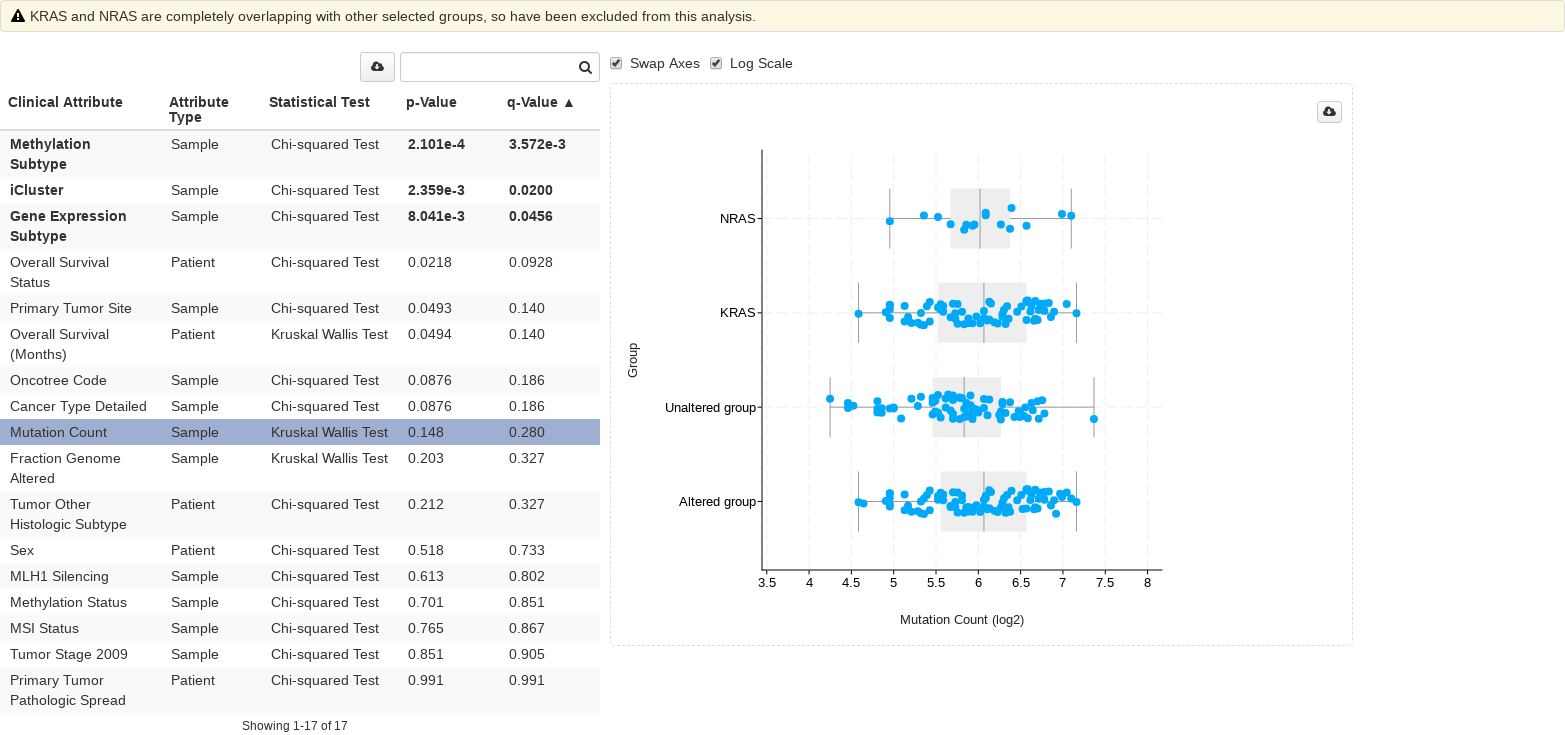 KRAS and NRAS are completely overlapping with other selected groups, so have been excluded from this analysis.
Swap Axes Log Scale
Clinical Attribute Attribute Type Statistical Test p-Value q-Value ▲
Methylation Subtype Sample Chi-squared Test 2.101e-4 3.572e-3
iCluster Sample Chi-squared Test 2.359e-3 0.0200
Gene Expression Subtype Sample Chi-squared Test 8.041e-3 0.0456
Overall Survival Status Patient Chi-squared Test 0.0218 0.0928
Primary Tumor Site Sample Chi-squared Test 0.0493 0.140
Overall Survival (Months) Patient Kruskal Wallis Test 0.0494 0.140
Oncotree Code Sample Chi-squared Test 0.0876 0.186
Cancer Type Detailed Sample Chi-squared Test 0.0876 0.186
Mutation Count Sample Kruskal Wallis Test 0.148 0.280
Fraction Genome Altered Sample Kruskal Wallis Test 0.203 0.327
Tumor Other Histologic Subtype Patient Chi-squared Test 0.212 0.327
Sex Patient Chi-squared Test 0.518 0.733
MLH1 Silencing Sample Chi-squared Test 0.613 0.802
Methylation Status Sample Chi-squared Test 0.701 0.851
MSI Status Sample Chi-squared Test 0.765 0.867
Tumor Stage 2009 Sample Chi-squared Test 0.851 0.905
Primary Tumor Pathologic Spread Patient Chi-squared Test 0.991 0.991
Showing 1-17 of 17
Group
NRAS
KRAS
Unaltered group
Altered group
3.5 4 4.5 5 5.5 6 6.5 7 7.5 8
Mutation Count (log2)